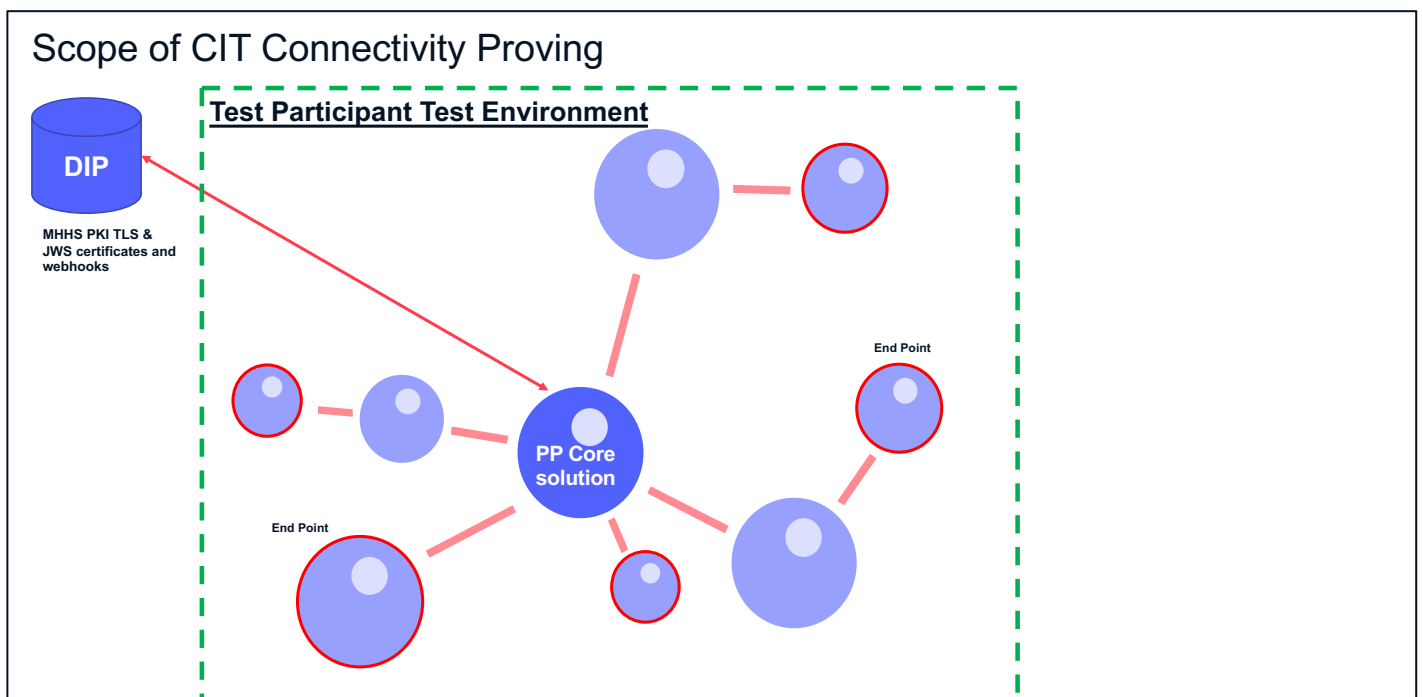 Scope of CIT Connectivity Proving
Test Participant Test Environment
DIP
MHHS PKI TLS &
JWS certificates and
webhooks
End Point
PP Core
solution
End Point